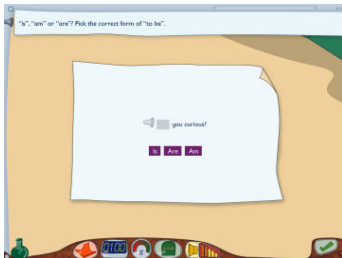 "is", "am" or "are"? Pick the correct form of "to be".
you curious?
Is Are Am